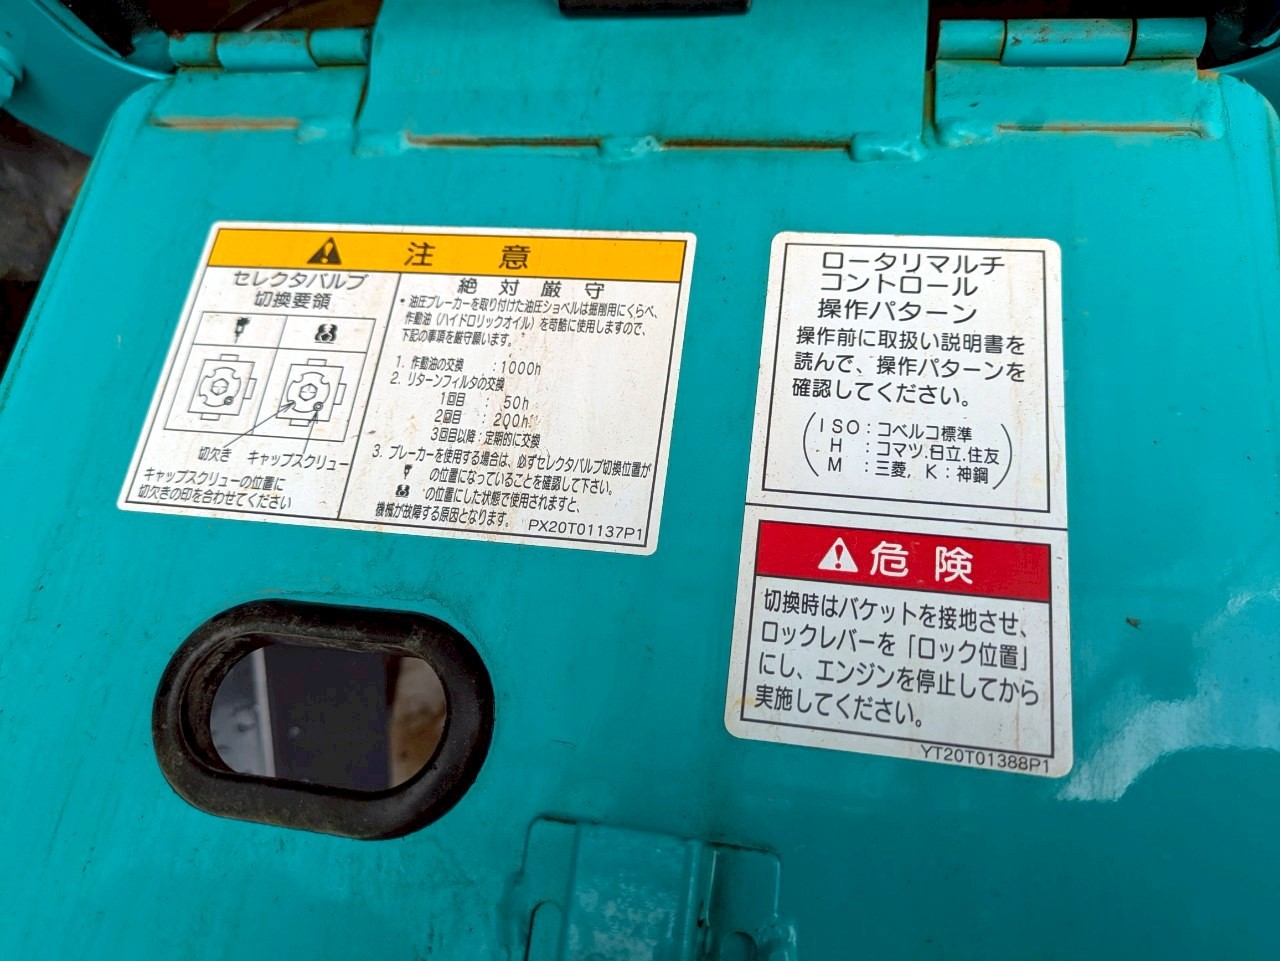 注意
セレクタバルブ
切換要領
切欠き キャップスクリュー
キャップスクリューの位置に
切欠きの印を合わせてください
絶対厳守
・油圧ブレーカーを取り付けた油圧ショベルは掘削用にくらべ、
作動油(ハイドロリックオイル)を苛酷に使用しますので、
下記の事項を厳守願います。
1. 作動油の交換 : 1000h
2. リターンフィルタの交換
1回目 : 50h
2回目 : 200h
3回目以降 : 定期的に交換
3. ブレーカーを使用する場合は、必ずセレクタバルブ切換位置が
の位置になっていることを確認して下さい。
の位置にした状態で使用されますと、
機械が故障する原因となります。
PX20T01137P1
ロータリマルチ
コントロール
操作パターン
操作前に取扱い説明書を
読んで、操作パターンを
確認してください。
ISO : コベルコ標準
H : コマツ.日立.住友
M : 三菱, K : 神鋼
危険
切換時はバケットを接地させ、
ロックレバーを「ロック位置」
にし、エンジンを停止してから
実施してください。
YT20T01388P1